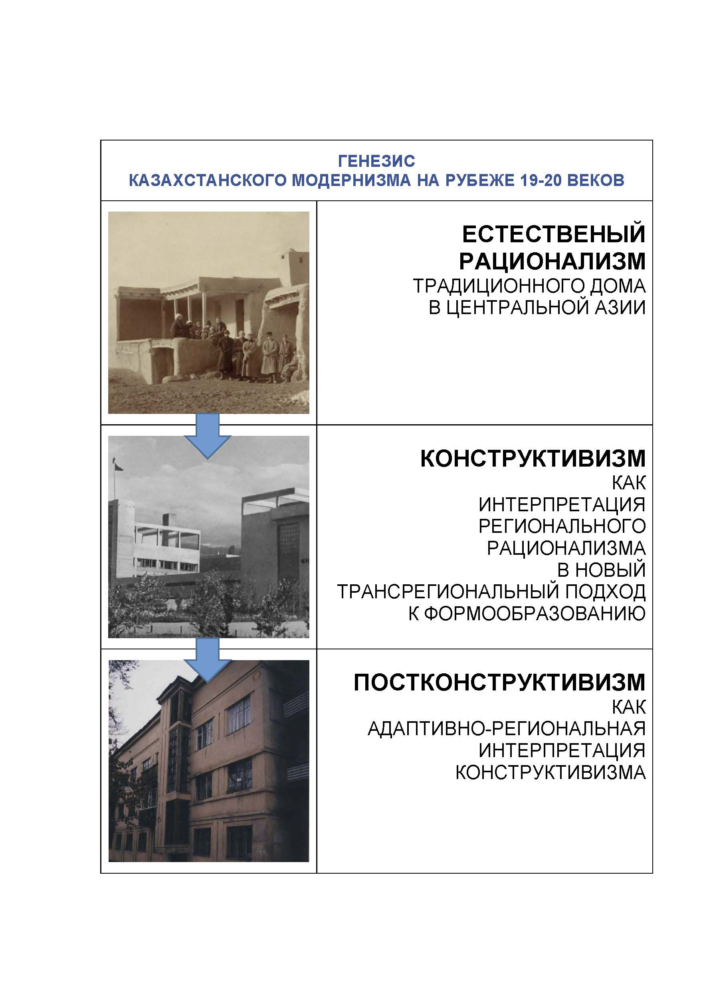 ГЕНЕЗИС
КАЗАХСТАНСКОГО МОДЕРНИЗМА НА РУБЕЖЕ 19-20 ВЕКОВ
ЕСТЕСТВЕНЫЙ
РАЦИОНАЛИЗМ
ТРАДИЦИОННОГО ДОМА
В ЦЕНТРАЛЬНОЙ АЗИИ
КОНСТРУКТИВИЗМ
КАК
ИНТЕРПРЕТАЦИЯ
РЕГИОНАЛЬНОГО
РАЦИОНАЛИЗМА
В НОВЫЙ
ТРАНСРЕГИОНАЛЬНЫЙ ПОДХОД
К ФОРМООБРАЗОВАНИЮ
ПОСТКОНСТРУКТИВИЗМ
КАК
АДАПТИВНО-РЕГИОНАЛЬНАЯ
ИНТЕРПРЕТАЦИЯ
КОНСТРУКТИВИЗМА